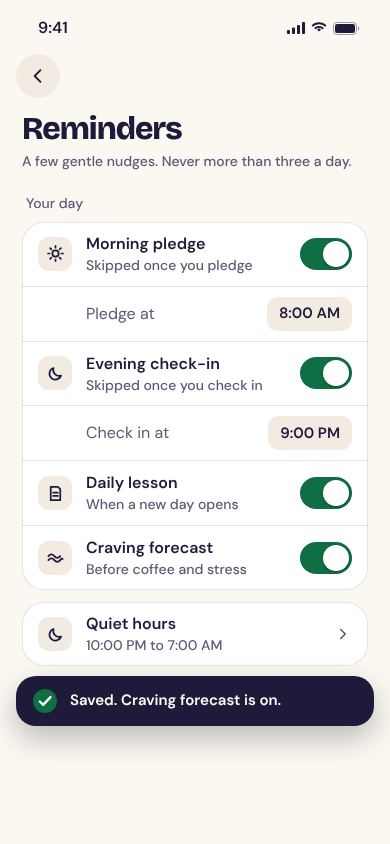 9:41
Reminders
A few gentle nudges. Never more than three a day.
Your day
Morning pledge
Skipped once you pledge
Pledge at
8:00 AM
Evening check-in
Skipped once you check in
Check in at
9:00 PM
Daily lesson
When a new day opens
Craving forecast
Before coffee and stress
Quiet hours
10:00 PM to 7:00 AM
Saved. Craving forecast is on.